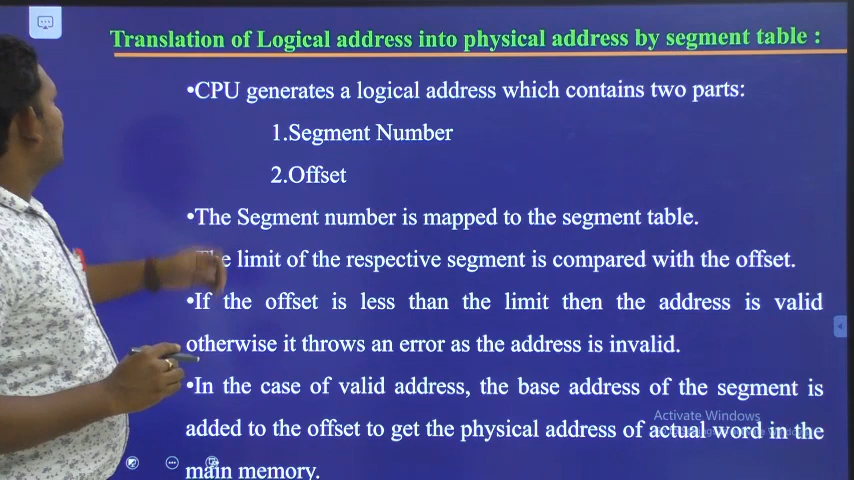 Translation of Logical address into physical address by segment table :
•CPU generates a logical address which contains two parts:
1.Segment Number
2.Offset
•The Segment number is mapped to the segment table.
The limit of the respective segment is compared with the offset.
•If the offset is less than the limit then the address is valid
otherwise it throws an error as the address is invalid.
•In the case of valid address, the base address of the segment is
Activate Windows
added to the offset to get the physical address of actual word in the
main memory.